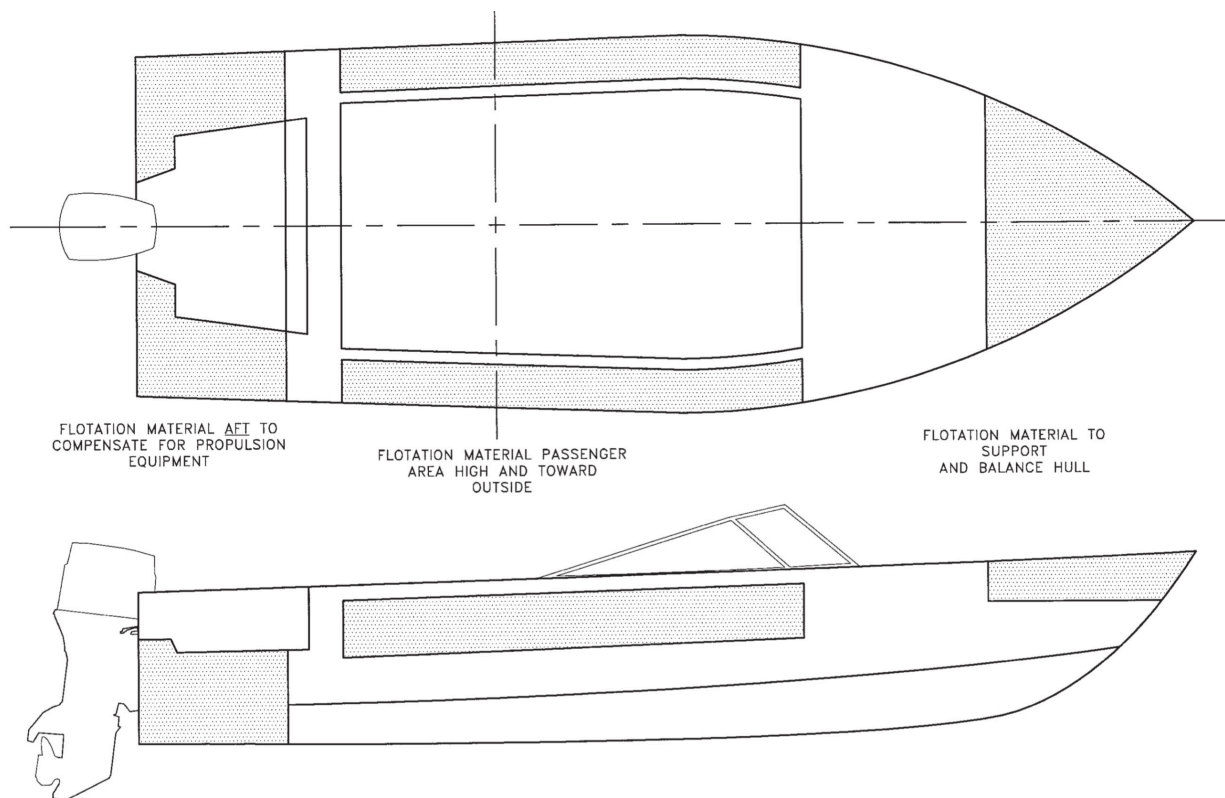 FLOTATION MATERIAL AFT TO
COMPENSATE FOR PROPULSION
EQUIPMENT
FLOTATION MATERIAL PASSENGER
AREA HIGH AND TOWARD
OUTSIDE
FLOTATION MATERIAL TO
SUPPORT
AND BALANCE HULL